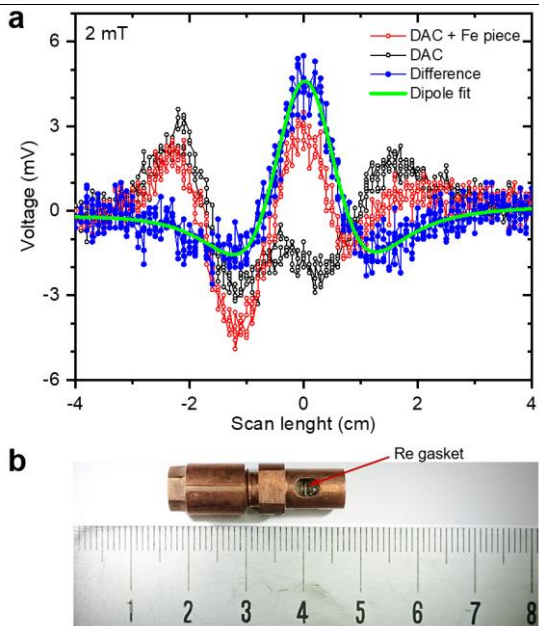 a
2 mT
DAC + Fe piece
DAC
Difference
Dipole fit
Voltage (mV)
6
3
0
-3
-6
-4
-2
0
2
4
Scan lenght (cm)
b
Re gasket
1 2 3 4 5 6 7 8